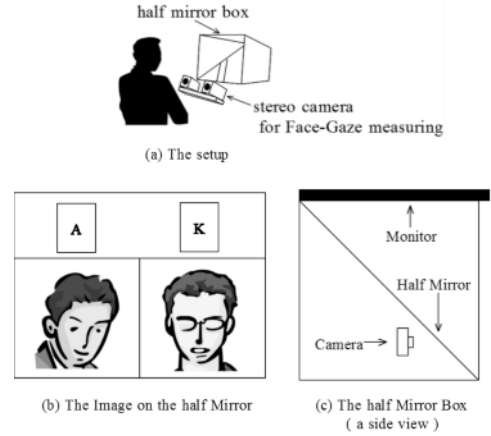 half mirror box
stereo camera
for Face-Gaze measuring
(a) The setup
A
K
(b) The Image on the half Mirror
Monitor
Half Mirror
Camera
(c) The half Mirror Box
( a side view )